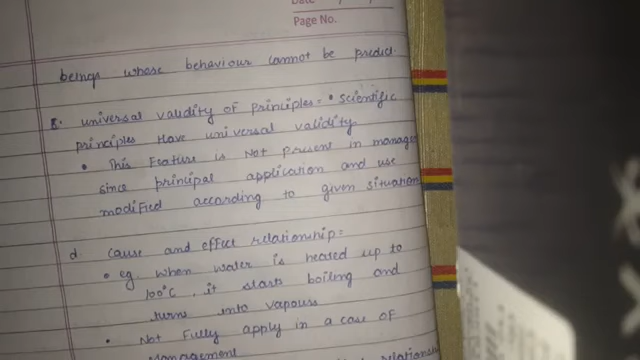 Page No.
beings whose behaviour cannot be predict.
universal validity of principles = • scientific
principles Have universal validity.
• This Feature is Not present in manage
since principal application and use
modified according to given situation
d cause and effect relationship =
• eg. when water is heased up to
100°C . it starts boiling and
turns into vapours
• Not Fully apply in a case of
Management
relationsh